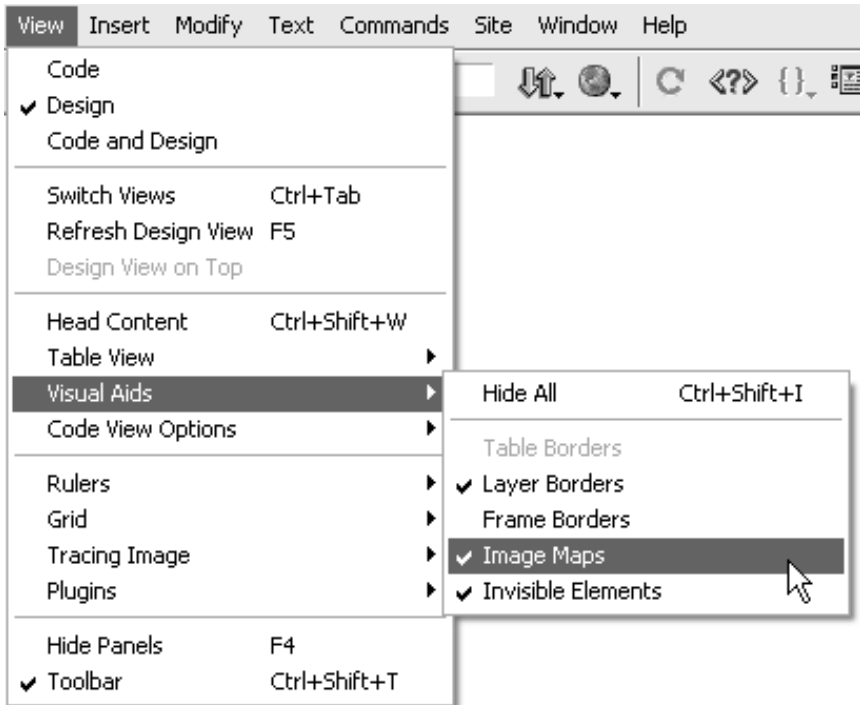 View Insert Modify Text Commands Site Window Help
Code
Design
Code and Design
Switch Views Ctrl+Tab
Refresh Design View F5
Design View on Top
Head Content Ctrl+Shift+W
Table View
Visual Aids
Code View Options
Rulers
Grid
Tracing Image
Plugins
Hide Panels F4
Toolbar Ctrl+Shift+T
Hide All Ctrl+Shift+I
Table Borders
Layer Borders
Frame Borders
Image Maps
Invisible Elements
<?>
{}